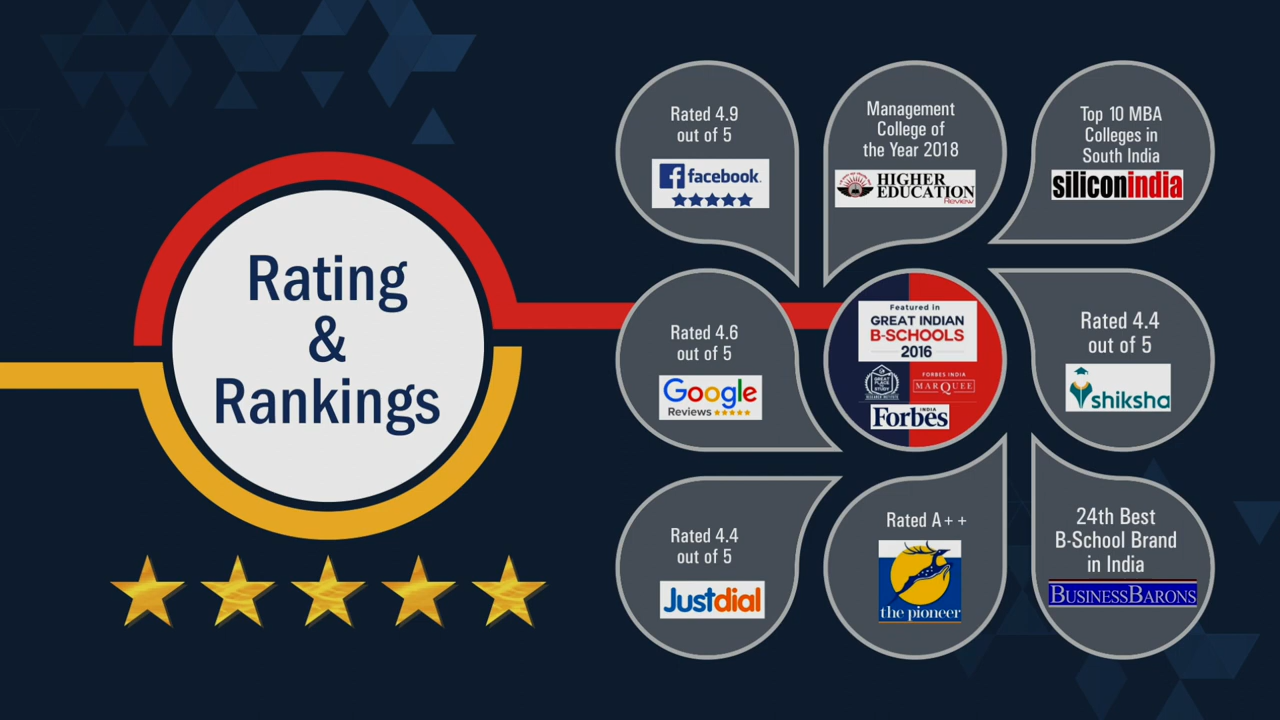 Rating
&
Rankings
Rated 4.9
out of 5
facebook.
Management
College of
the Year 2018
HIGHER
EDUCATION
Review
Top 10 MBA
Colleges in
South India
siliconindia
Rated 4.6
out of 5
Google
Reviews
Featured in
GREAT INDIAN
B-SCHOOLS
2016
GREAT
PLACE
STUDY
FORBES INDIA
MARQUEE
INDIA
Forbes
Rated 4.4
out of 5
shiksha
Rated 4.4
out of 5
Justdial
Rated A++
the pioneer
24th Best
B-School Brand
in India
BUSINESSBARONS